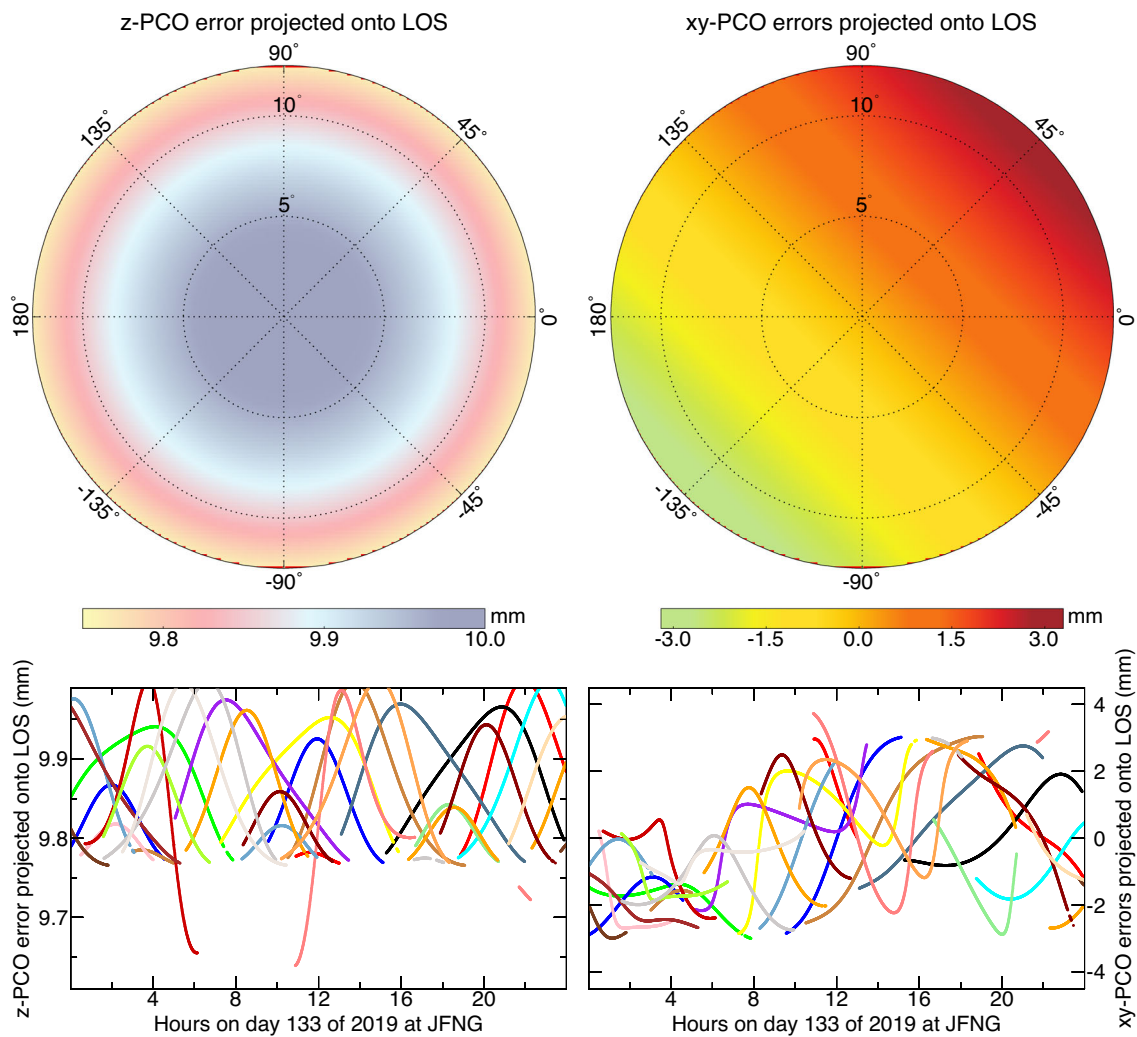 z-PCO error projected onto LOS
xy-PCO errors projected onto LOS
90°
135°
45°
10°
5°
180°
0°
-135°
-45°
-90°
90°
135°
45°
10°
5°
180°
0°
-135°
-45°
-90°
9.8 9.9 10.0 mm
-3.0 -1.5 0.0 1.5 3.0 mm
z-PCO error projected onto LOS (mm)
9.9
9.8
9.7
4 8 12 16 20
Hours on day 133 of 2019 at JFNG
4
2
0
-2
-4
xy-PCO errors projected onto LOS (mm)
4 8 12 16 20
Hours on day 133 of 2019 at JFNG